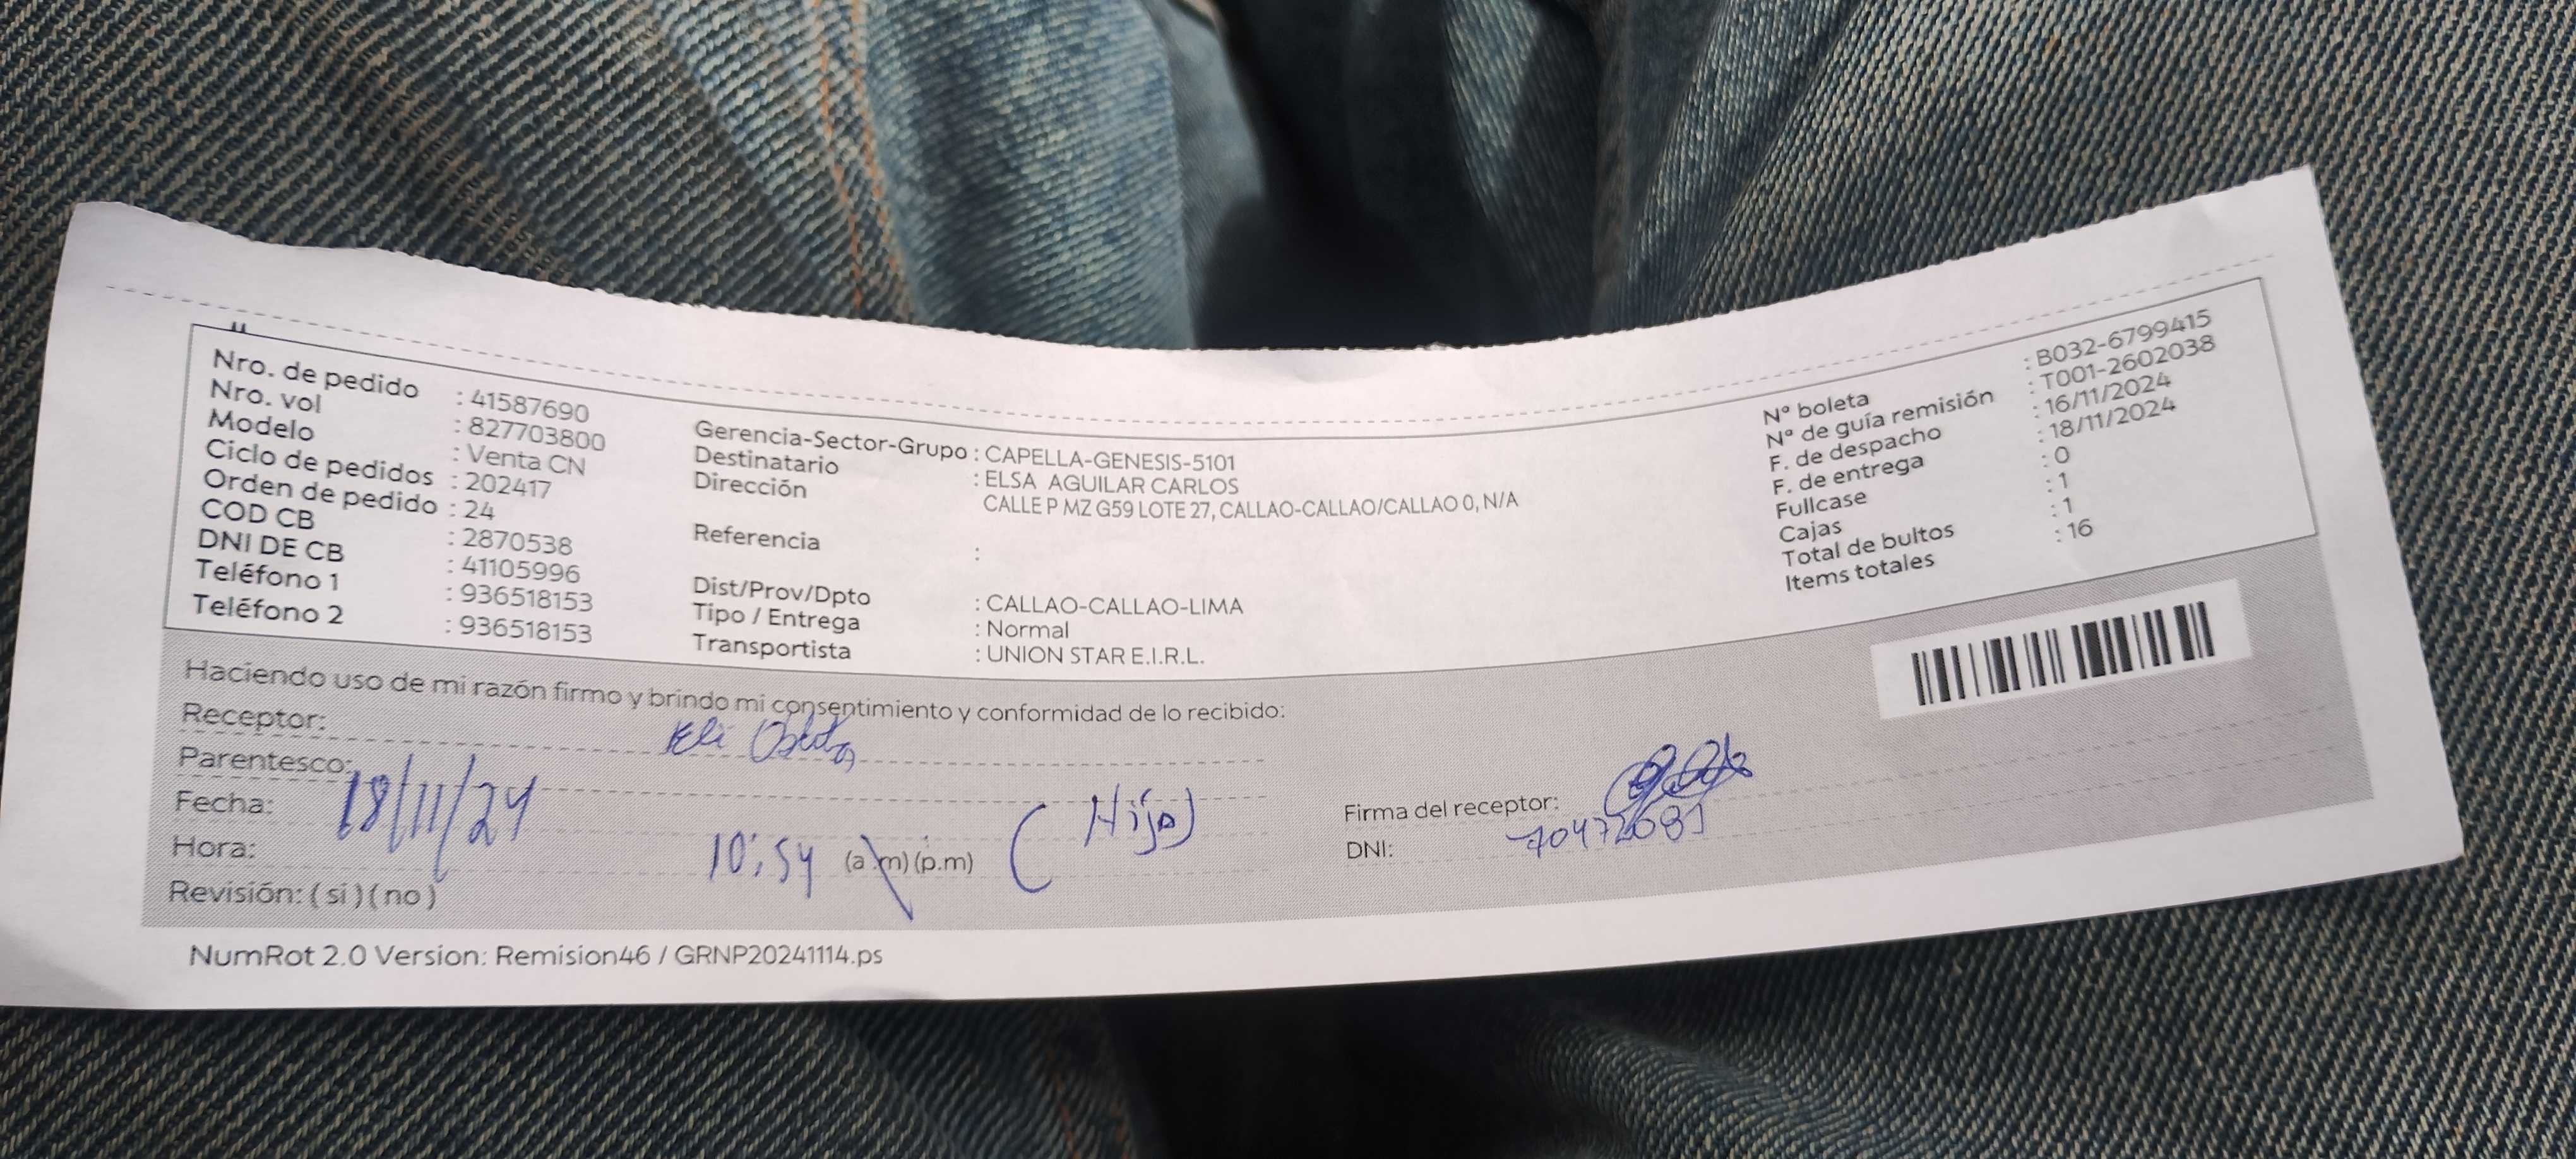 Nro. de pedido : 41587690
Nro. vol : 827703800
Modelo : Venta CN
Ciclo de pedidos : 202417
Orden de pedido : 24
COD CB : 2870538
DNI DE CB : 41105996
Teléfono 1 : 936518153
Teléfono 2 : 936518153
Gerencia-Sector-Grupo : CAPELLA-GENESIS-5101
Destinatario : ELSA AGUILAR CARLOS
Dirección CALLE P MZ G59 LOTE 27, CALLAO-CALLAO/CALLAO 0, N/A
Referencia :
Dist/Prov/Dpto : CALLAO-CALLAO-LIMA
Tipo / Entrega : Normal
Transportista : UNION STAR E.I.R.L.
N° boleta : B032-6799415
N° de guía remisión : T001-2602038
F. de despacho : 16/11/2024
F. de entrega : 18/11/2024
Fullcase : 0
Cajas : 1
Total de bultos : 1
Items totales : 16
Haciendo uso de mi razón firmo y brindo mi consentimiento y conformidad de lo recibido:
Receptor: Eli
Parentesco: (Hijo)
Fecha: 18/11/24
Hora: 10:54 (a.m) (p.m)
Revisión: ( si ) ( no )
Firma del receptor:
DNI:
NumRot 2.0 Version: Remision46 / GRNP20241114.ps